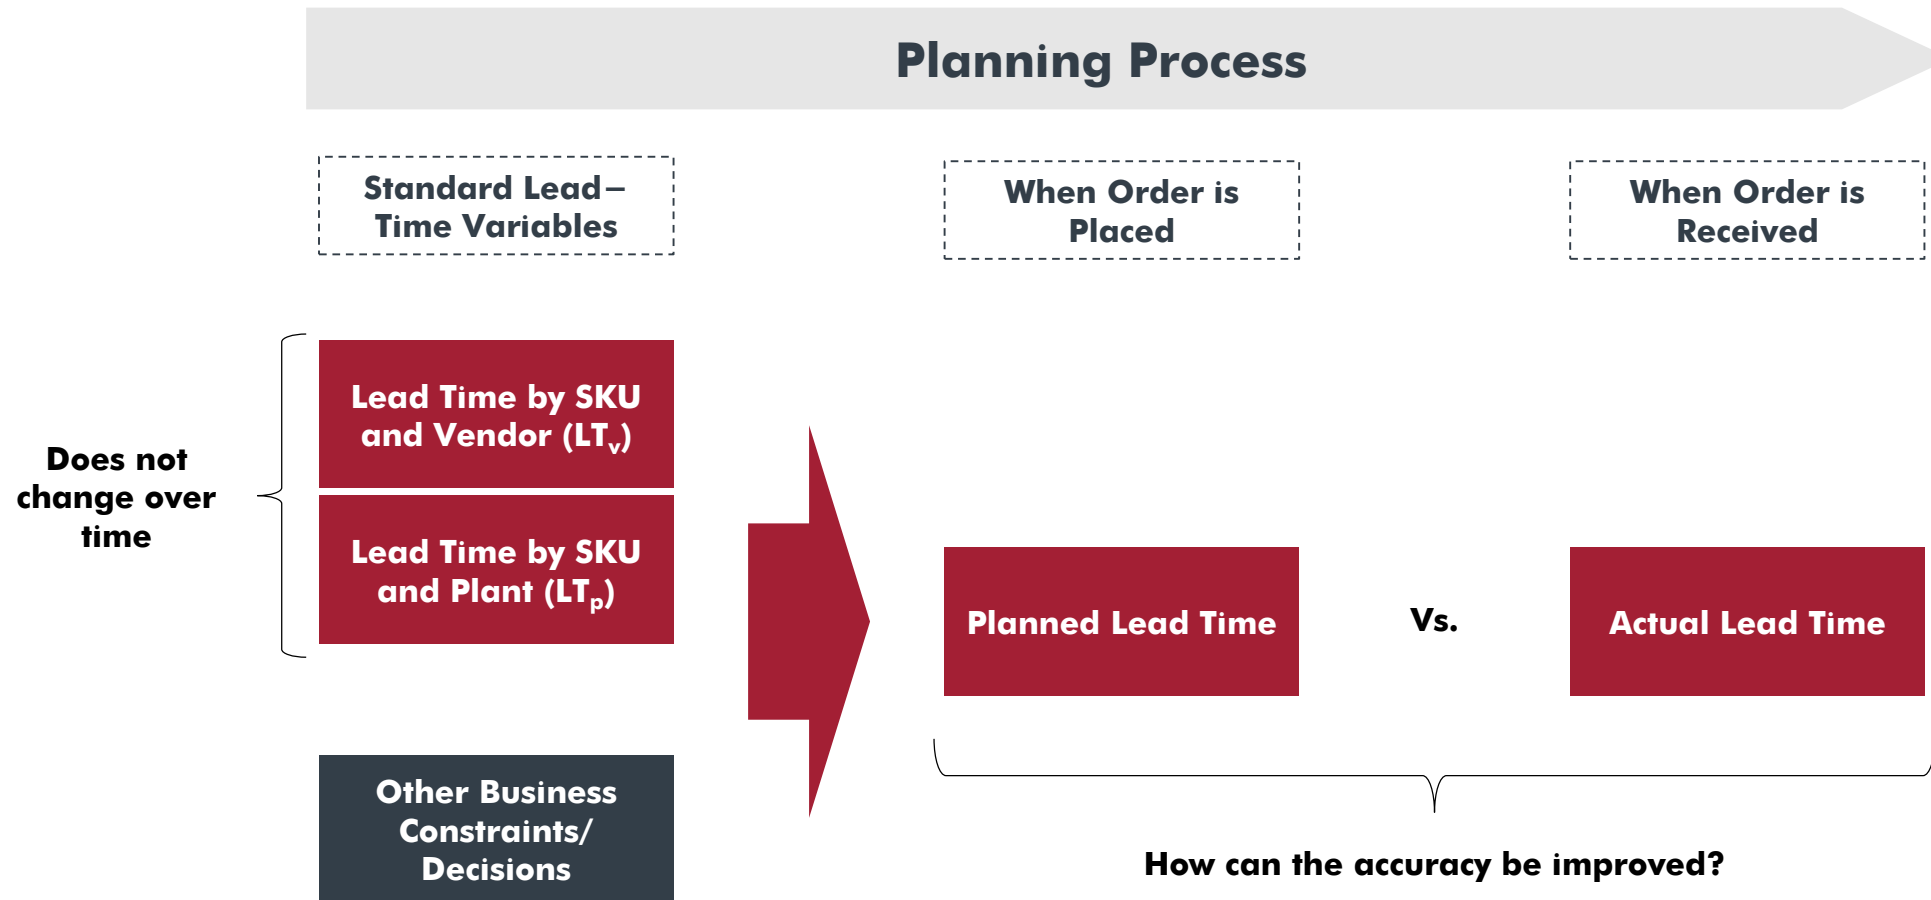 Planning Process
Standard Lead–
Time Variables
When Order is
Placed
When Order is
Received
Does not
change over
time
Lead Time by SKU
and Vendor (LTv)
Lead Time by SKU
and Plant (LTp)
Other Business
Constraints/
Decisions
Planned Lead Time
Vs.
Actual Lead Time
How can the accuracy be improved?